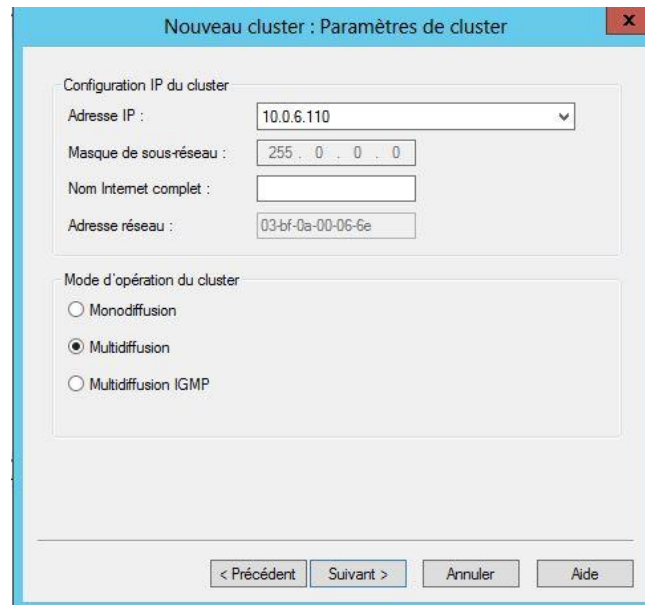 Nouveau cluster : Paramètres de cluster
x
Configuration IP du cluster
Adresse IP : 10.0.6.110
Masque de sous-réseau : 255 . 0 . 0 . 0
Nom Internet complet :
Adresse réseau : 03-bf-0a-00-06-6e
Mode d'opération du cluster
Monodiffusion
Multidiffusion
Multidiffusion IGMP
< Précédent Suivant > Annuler Aide